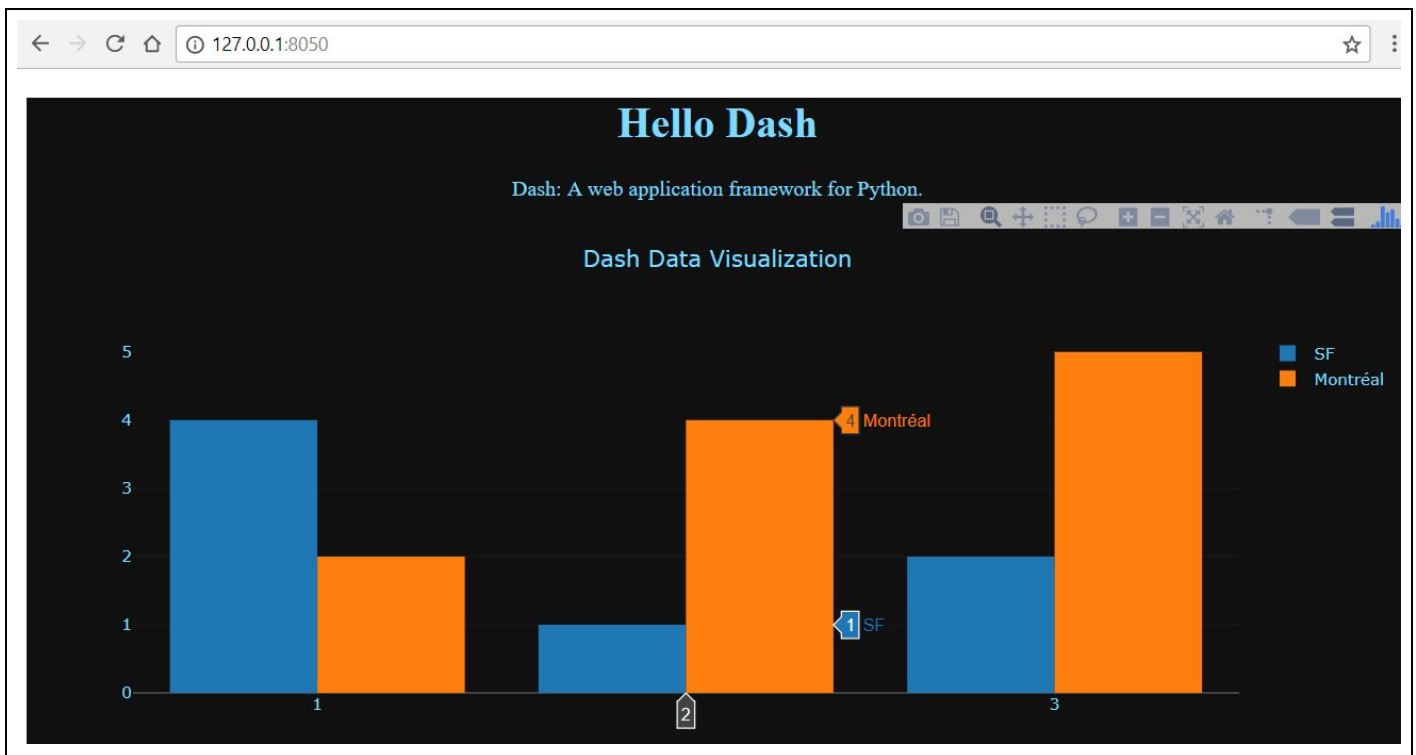 127.0.0.1:8050
Hello Dash
Dash: A web application framework for Python.
Dash Data Visualization
5
4
3
2
1
0
4 Montréal
1 SF
1
2
3
SF
Montréal